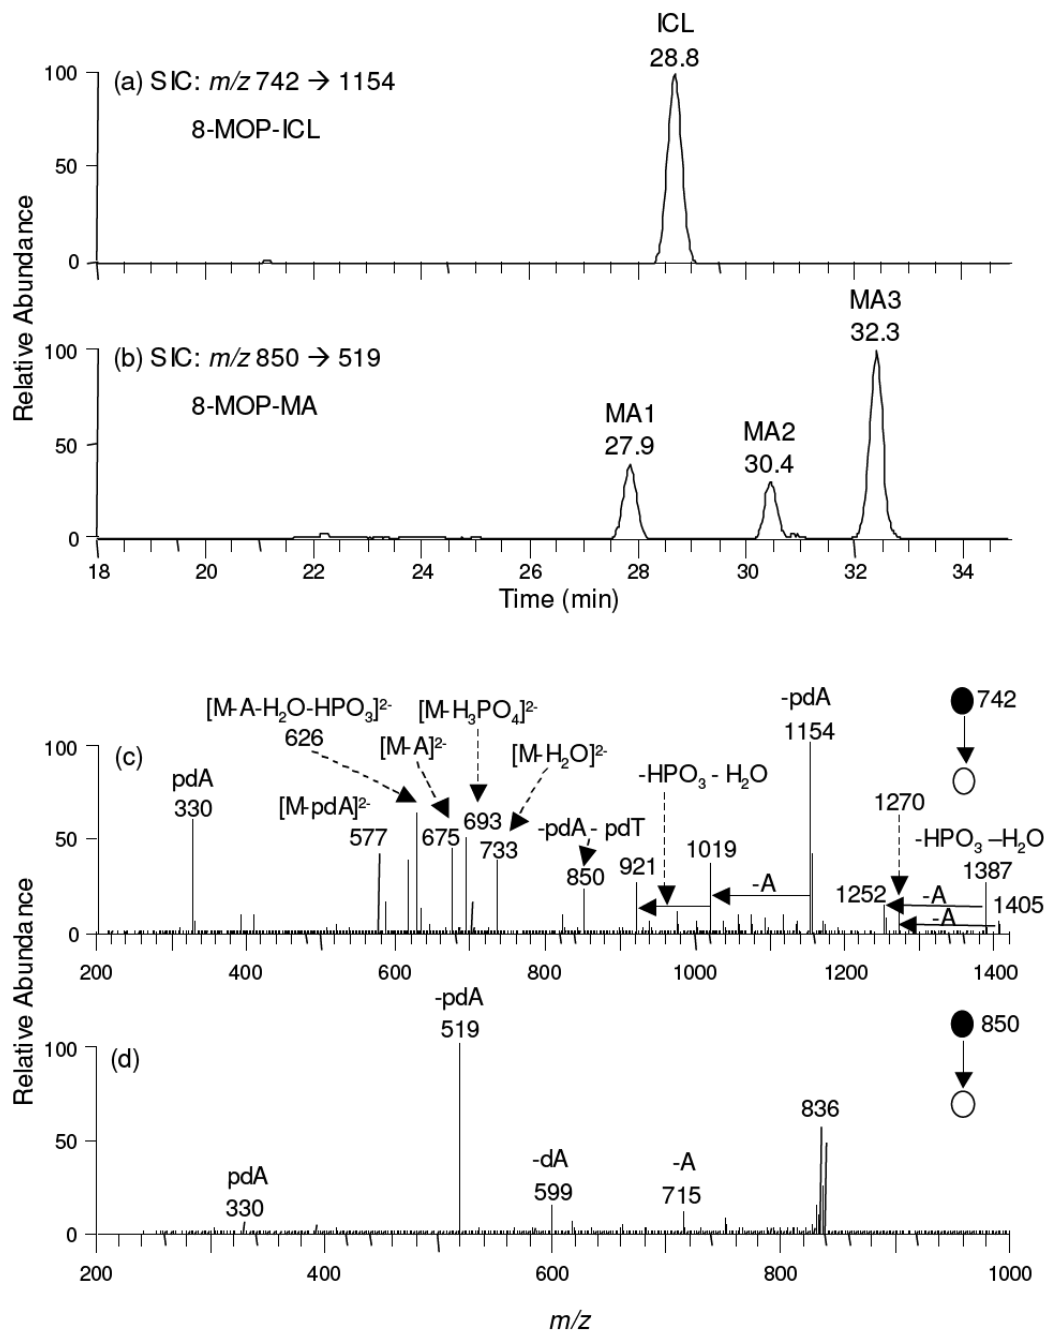 ICL
28.8
(a) SIC: m/z 742 → 1154
8-MOP-ICL
100
50
0
MA3
32.3
(b) SIC: m/z 850 → 519
8-MOP-MA
MA1
27.9
MA2
30.4
100
50
0
18 20 22 24 26 28 30 32 34
Time (min)
Relative Abundance
(c)
[M-A-H₂O-HPO₃]²⁻
626
[M-H₃PO₄]²⁻
[M-A]²⁻
[M-H₂O]²⁻
-pdA
1154
742
pdA
330
[M-pdA]²⁻
577
675
693
733
-pdA - pdT
850
-HPO₃ - H₂O
921
1019
-A
1270
-HPO₃ –H₂O
1387
1252
-A
1405
-A
100
50
0
200 400 600 800 1000 1200 1400
-pdA
519
(d)
850
836
pdA
330
-dA
599
-A
715
100
50
0
200 400 600 800 1000
m/z
Relative Abundance